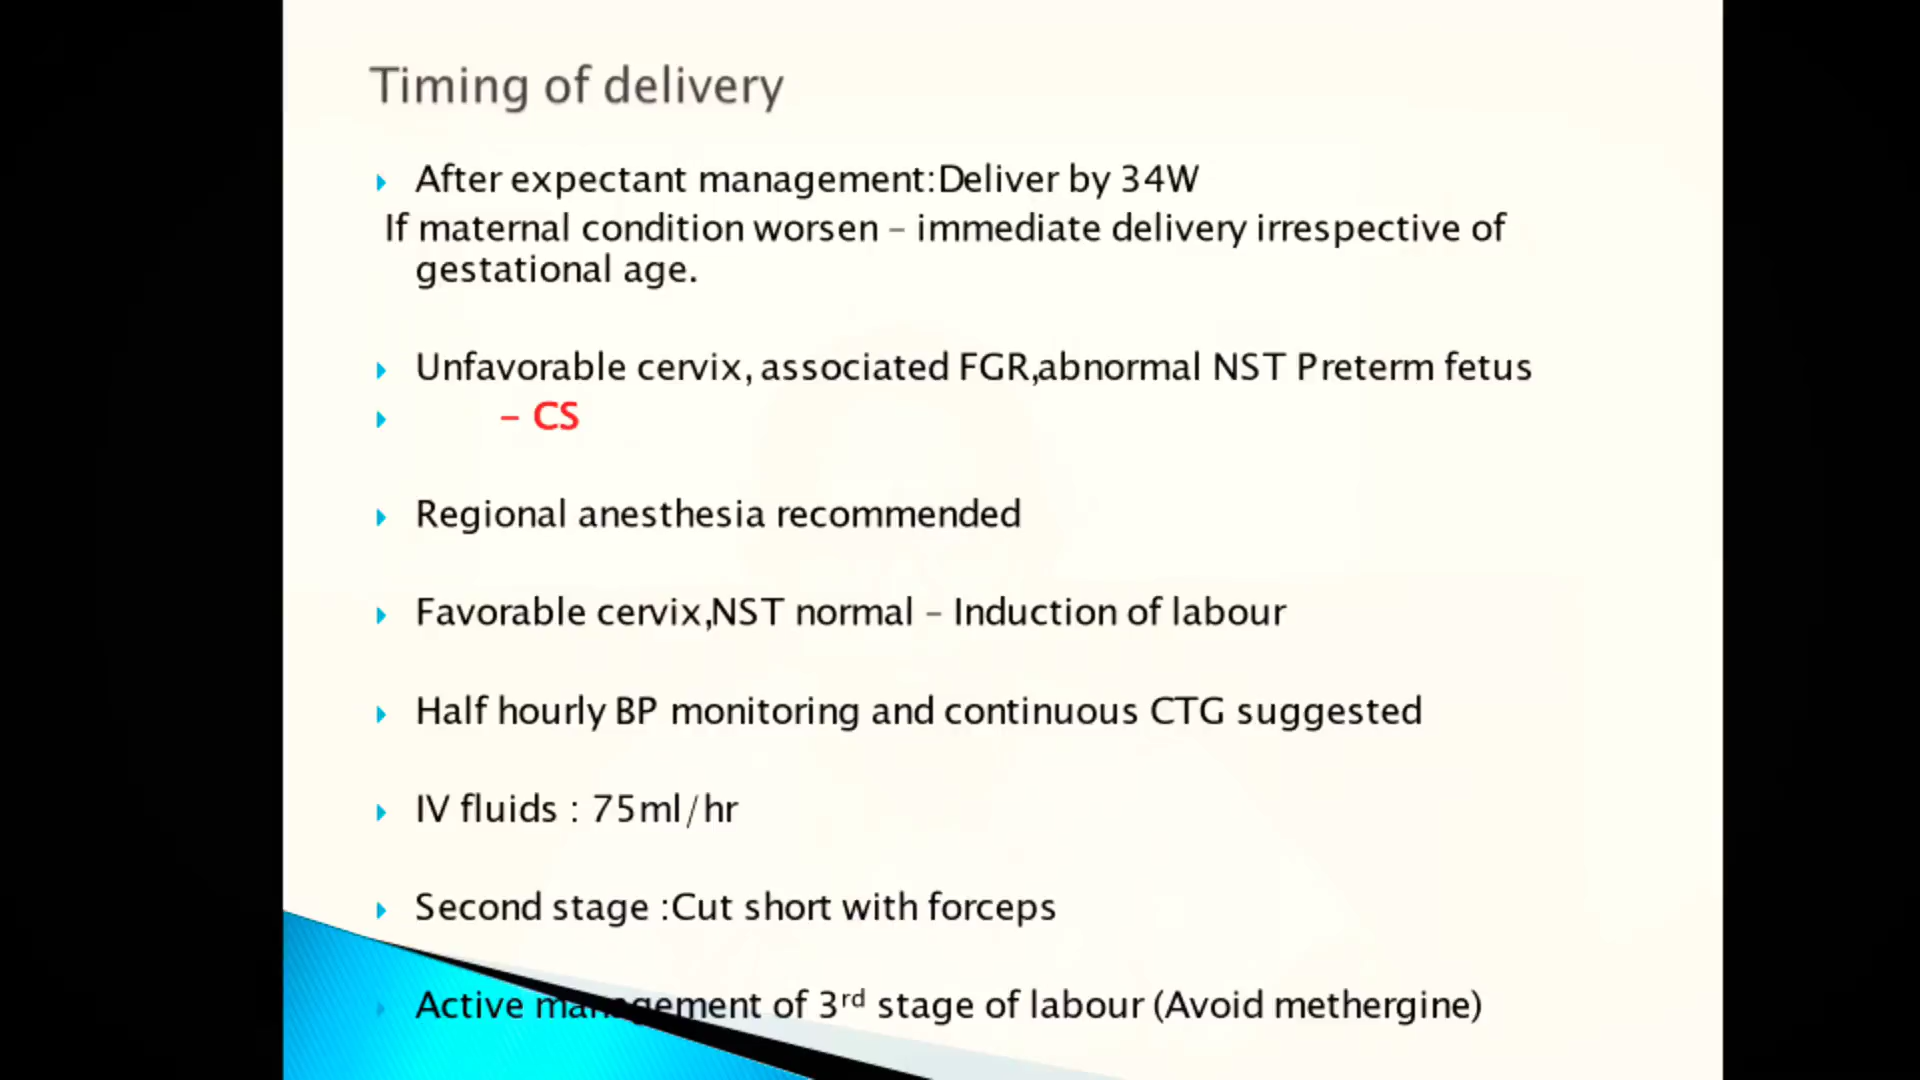 Timing of delivery
After expectant management:Deliver by 34W
If maternal condition worsen – immediate delivery irrespective of
gestational age.
Unfavorable cervix, associated FGR,abnormal NST Preterm fetus
– CS
Regional anesthesia recommended
Favorable cervix,NST normal – Induction of labour
Half hourly BP monitoring and continuous CTG suggested
IV fluids : 75ml/hr
Second stage :Cut short with forceps
Active management of 3rd stage of labour (Avoid methergine)